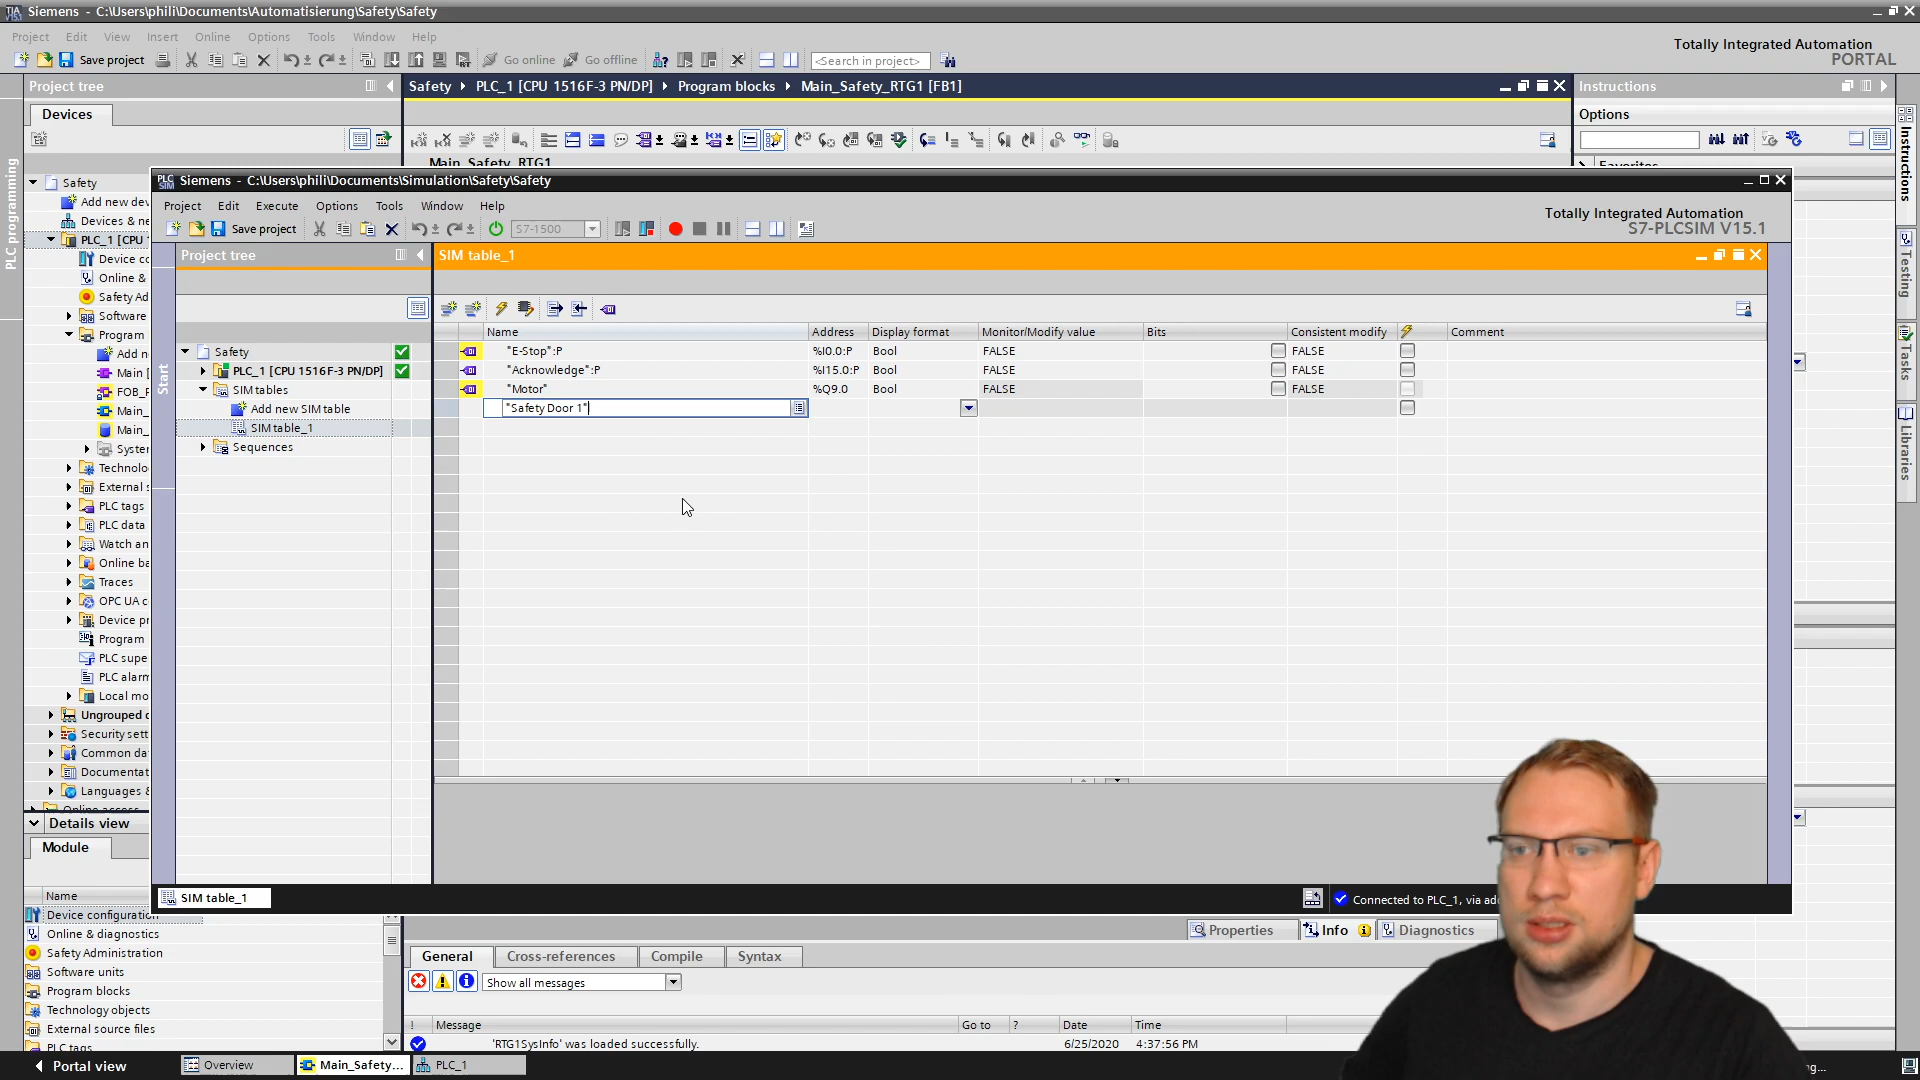 Siemens - C:\Users\phili\Documents\Automatisierung\Safety\Safety
Project Edit View Insert Online Options Tools Window Help
Totally Integrated Automation
PORTAL
Save project
Go online
Go offline
<Search in project>
Project tree
Safety PLC_1 [CPU 1516F-3 PN/DP] Program blocks Main_Safety_RTG1 [FB1]
Instructions
Devices
Options
Main_Safety_RTG1
Favorites
PLC programming
Instructions
Testing
Tasks
Libraries
Safety
Add new dev
Devices & ne
PLC_1 [CPU
Device co
Online &
Safety Ad
Software
Program
Add n
Main [
FOB_R
Main_
Main_
System
Technolo
External s
PLC tags
PLC data
Watch an
Online ba
Traces
OPC UA c
Device pr
Program
PLC supe
PLC alarm
Local mo
Ungrouped d
Security sett
Common da
Documentat
Languages &
Online access
Siemens - C:\Users\phili\Documents\Simulation\Safety\Safety
Project Edit Execute Options Tools Window Help
Totally Integrated Automation
S7-PLCSIM V15.1
Save project
S7-1500
Project tree
SIM table_1
Start
Safety
PLC_1 [CPU 1516F-3 PN/DP]
SIM tables
Add new SIM table
SIM table_1
Sequences
Name Address Display format Monitor/Modify value Bits Consistent modify Comment
"E-Stop":P %I0.0:P Bool FALSE FALSE
"Acknowledge":P %I15.0:P Bool FALSE FALSE
"Motor" %Q9.0 Bool FALSE FALSE
"Safety Door 1"
SIM table_1
Connected to PLC_1, via add
Details view
Module
Name
Device configuration
Online & diagnostics
Safety Administration
Software units
Program blocks
Technology objects
External source files
PLC tags
Properties Info Diagnostics
General Cross-references Compile Syntax
Show all messages
! Message Go to ? Date Time
'RTG1SysInfo' was loaded successfully. 6/25/2020 4:37:56 PM
Portal view
Overview
Main_Safety...
PLC_1